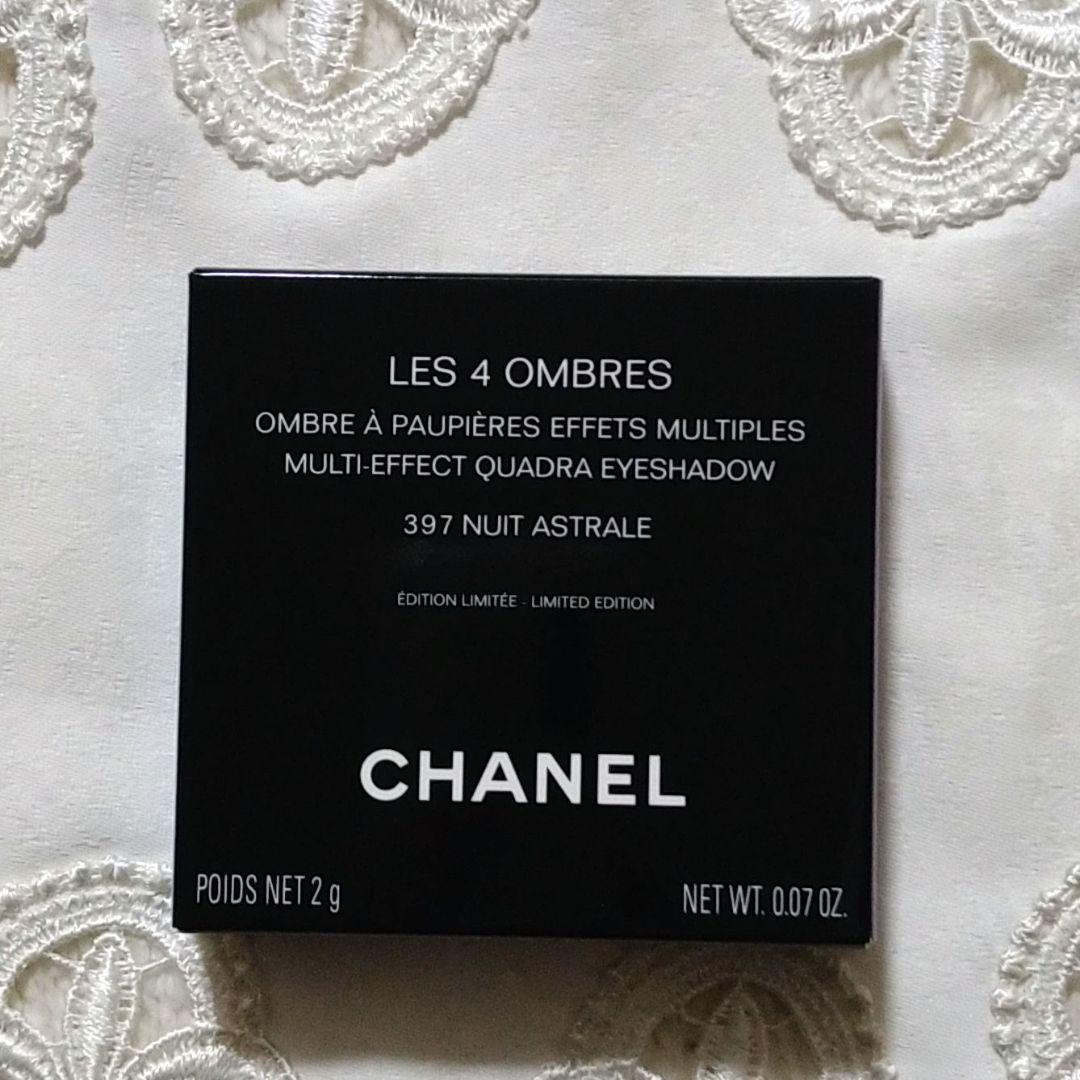 LES 4 OMBRES
OMBRE À PAUPIÈRES EFFETS MULTIPLES
MULTI-EFFECT QUADRA EYESHADOW
397 NUIT ASTRALE
ÉDITION LIMITÉE - LIMITED EDITION
CHANEL
POIDS NET 2 g
NET WT. 0.07 OZ.